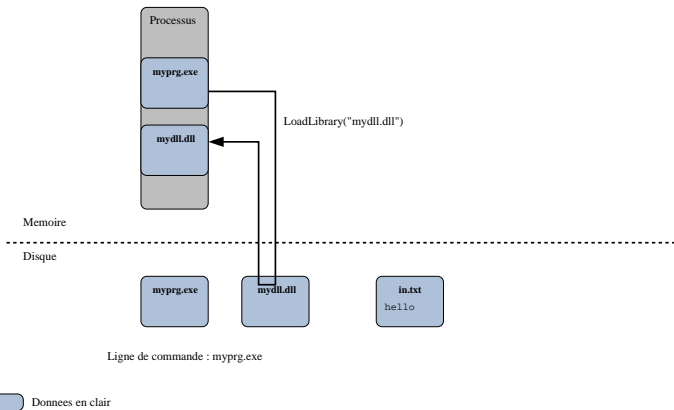 Processus
myprg.exe
LoadLibrary("mydll.dll")
mydll.dll
Memoire
Disque
myprg.exe
mydll.dll
in.txt
hello
Ligne de commande : myprg.exe
Donnees en clair